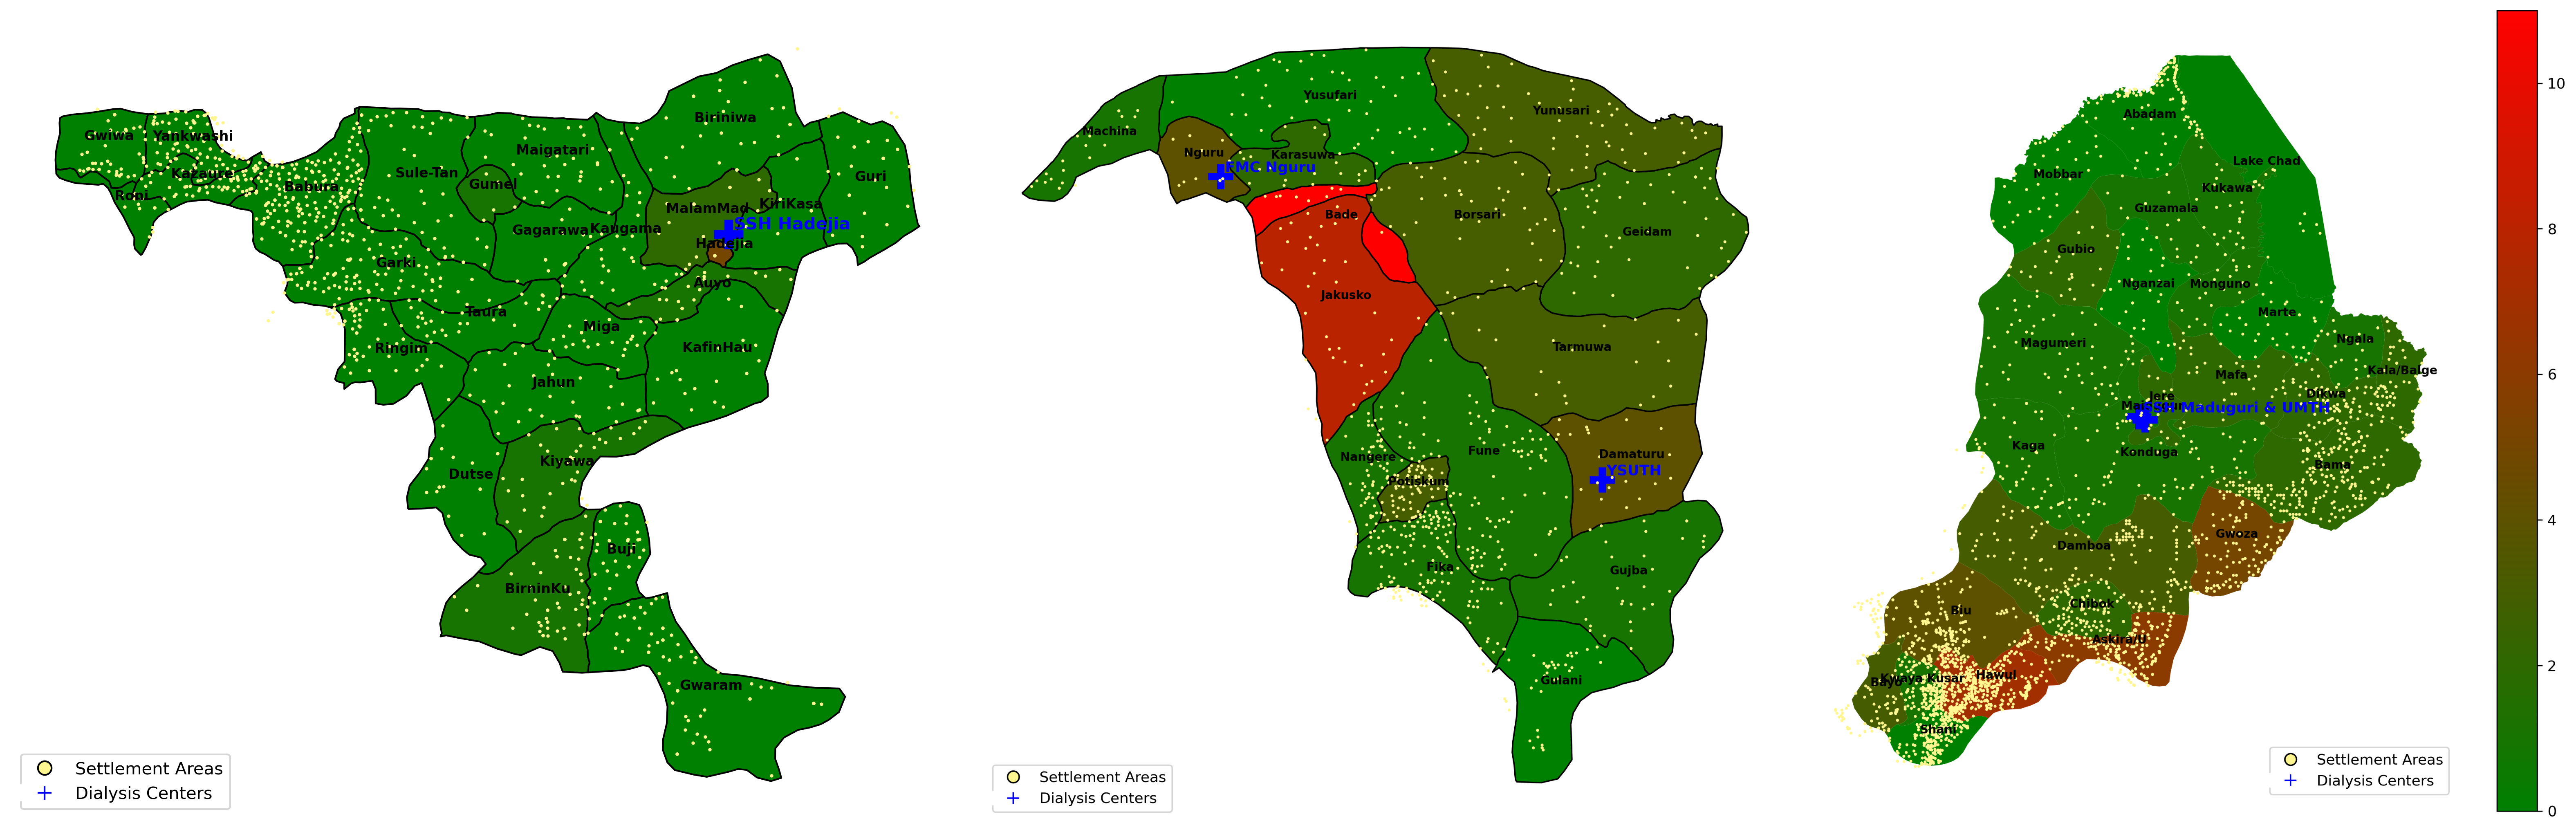 Biriniwa
Gwiwa
Yankwashi
Maigatari
Kazaure
Sule-Tan
Guri
Babura
Gumel
Roni
MalamMad
KiriKasa
SSH Hadejia
Gagarawa
Kaugama
Hadejia
Garki
Auyo
Taura
Miga
Ringim
KafinHau
Jahun
Kiyawa
Dutse
Buji
BirninKu
Gwaram
Settlement Areas
Dialysis Centers
Yusufari
Yunusari
Machina
Nguru
Karasuwa
FMC Nguru
Bade
Borsari
Geidam
Jakusko
Tarmuwa
Fune
Damaturu
Nangere
YSUTH
Potiskum
Fika
Gujba
Gulani
Settlement Areas
Dialysis Centers
Abadam
Lake Chad
Mobbar
Kukawa
Guzamala
Gubio
Nganzai
Monguno
Marte
Magumeri
Ngala
Kala/Balge
Mafa
Dikwa
Jere
Maduguri & UMTH
Kaga
Konduga
Bama
Gwoza
Damboa
Chibok
Biu
Askira/U
Hawul
Kwaya Kusar
Bayo
Shani
Settlement Areas
Dialysis Centers
10
8
6
4
2
0